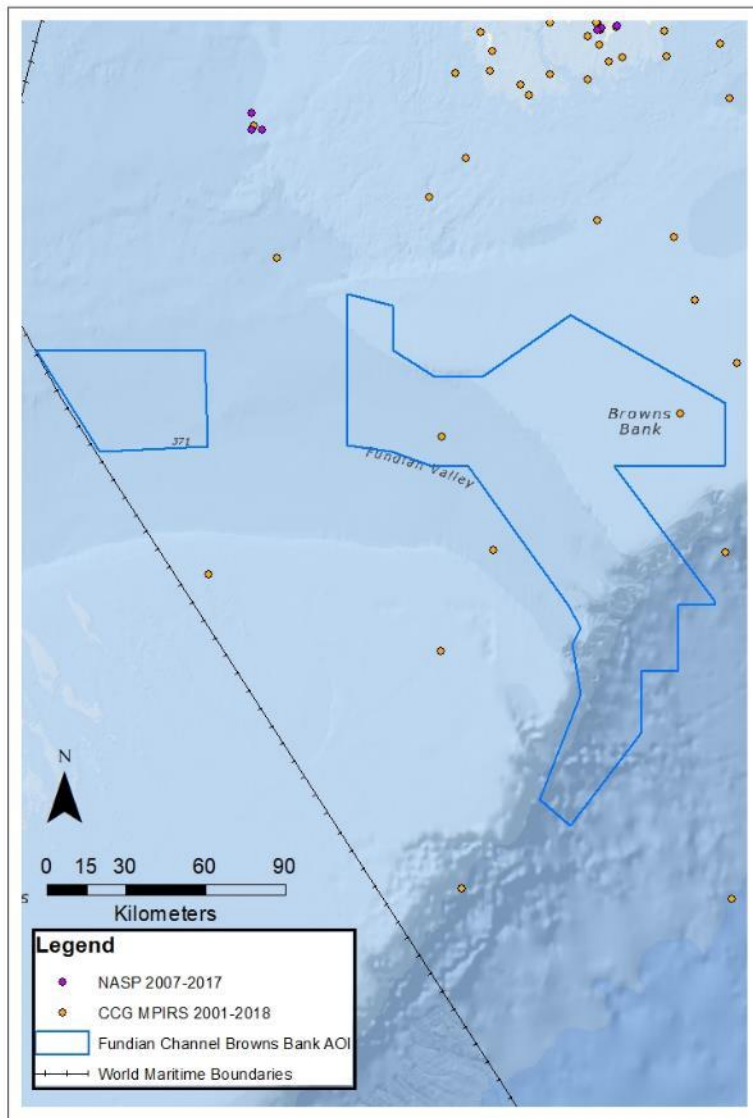 Browns
Bank
371
Fundian Valley
N
0 15 30 60 90
Kilometers
s
Legend
NASP 2007-2017
CCG MPIRS 2001-2018
Fundian Channel Browns Bank AOI
World Maritime Boundaries